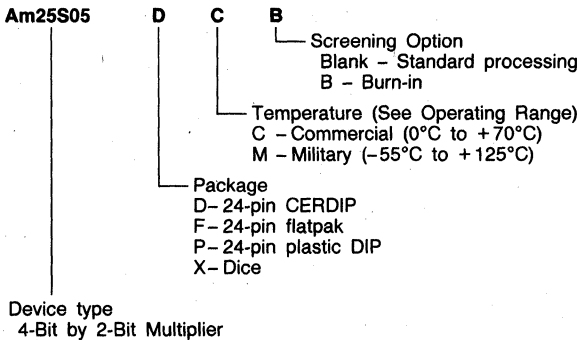 Am25S05 D C B
Screening Option
Blank – Standard processing
B – Burn-in
Temperature (See Operating Range)
C – Commercial (0°C to +70°C)
M – Military (–55°C to +125°C)
Package
D– 24-pin CERDIP
F – 24-pin flatpak
P – 24-pin plastic DIP
X – Dice
Device type
4-Bit by 2-Bit Multiplier